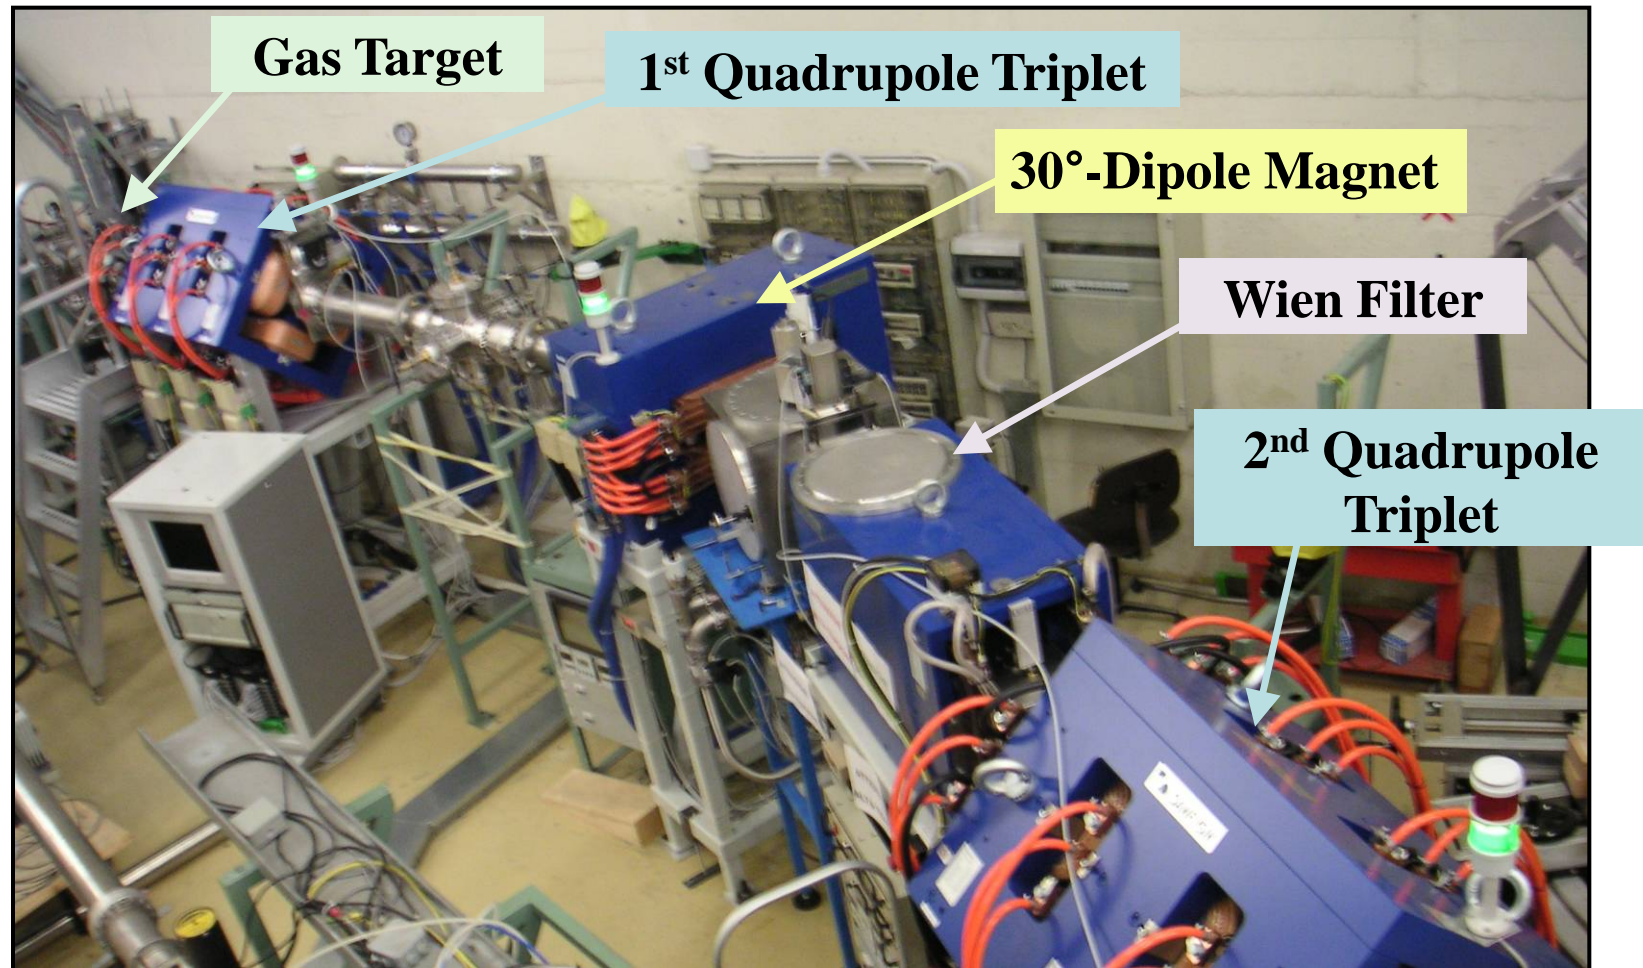 Gas Target
1st Quadrupole Triplet
30°-Dipole Magnet
Wien Filter
2nd Quadrupole
Triplet